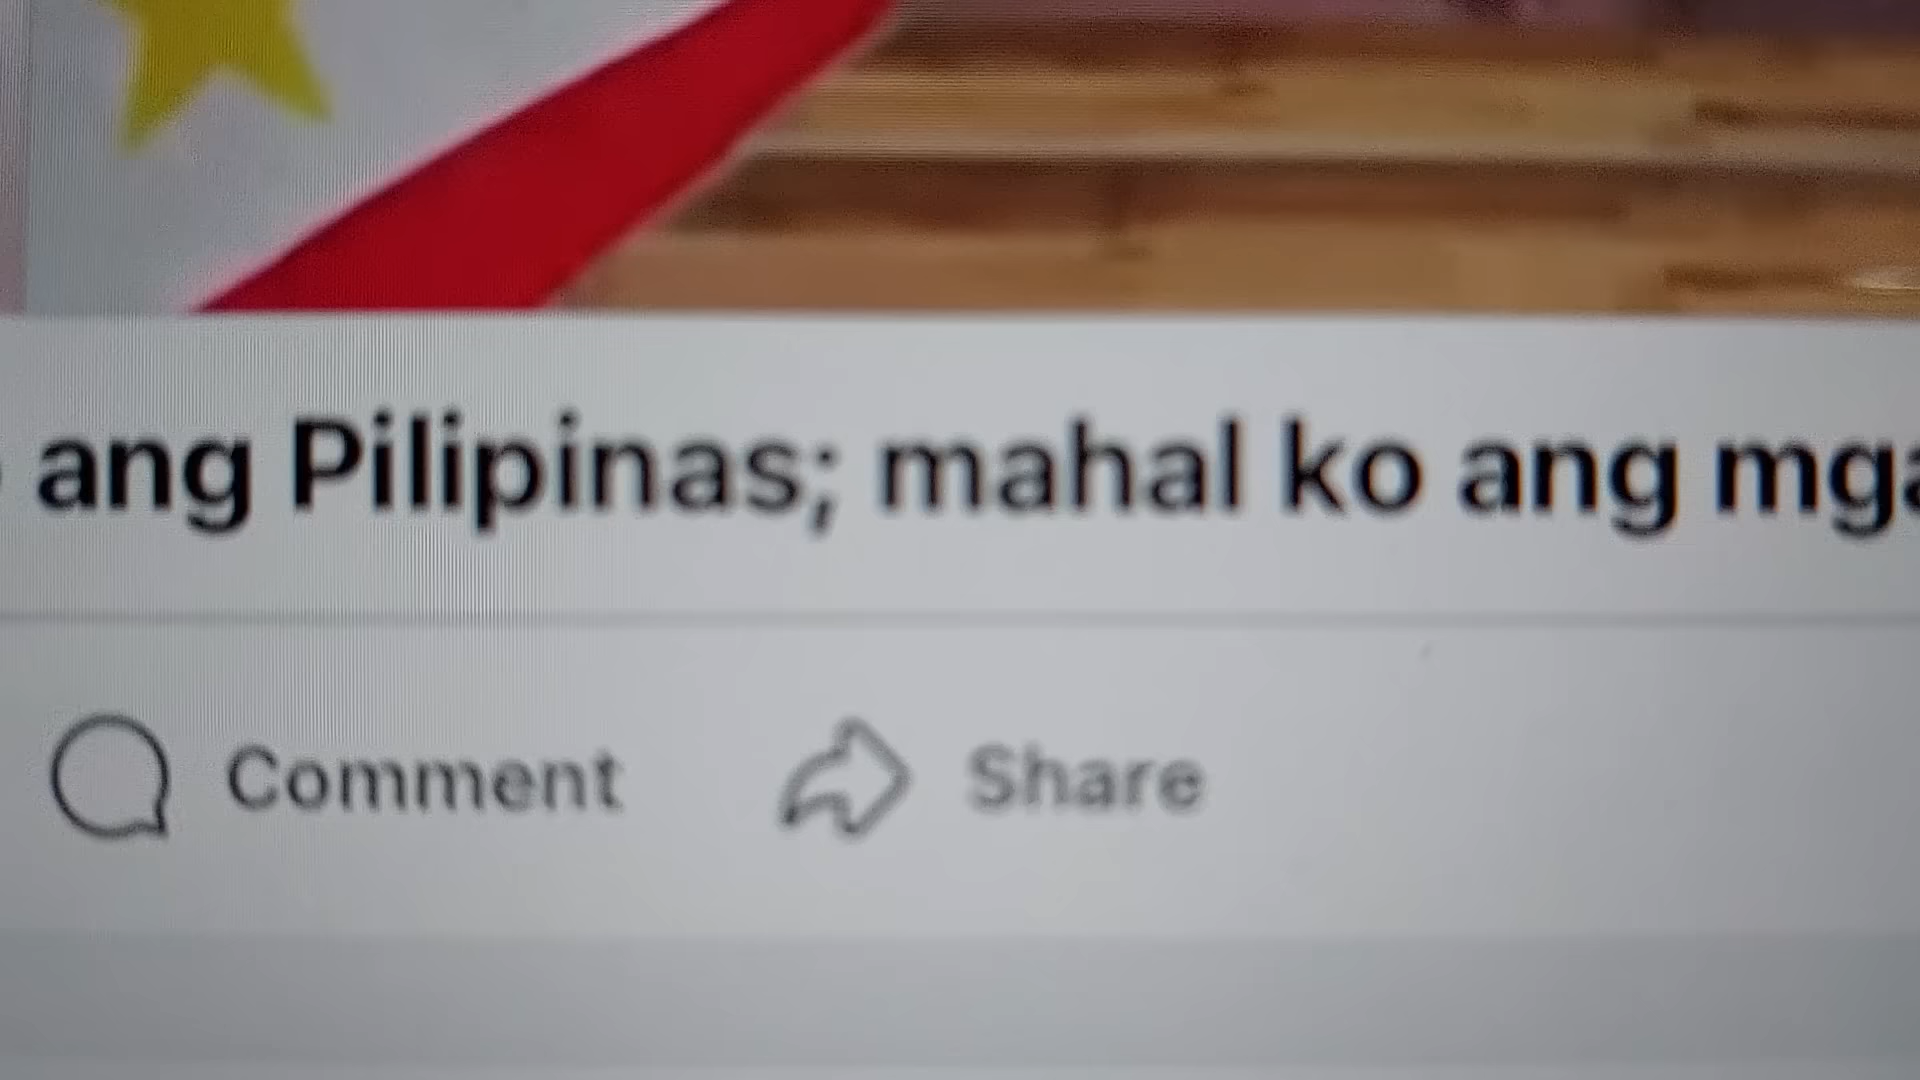 ang Pilipinas; mahal ko ang mga
Comment Share